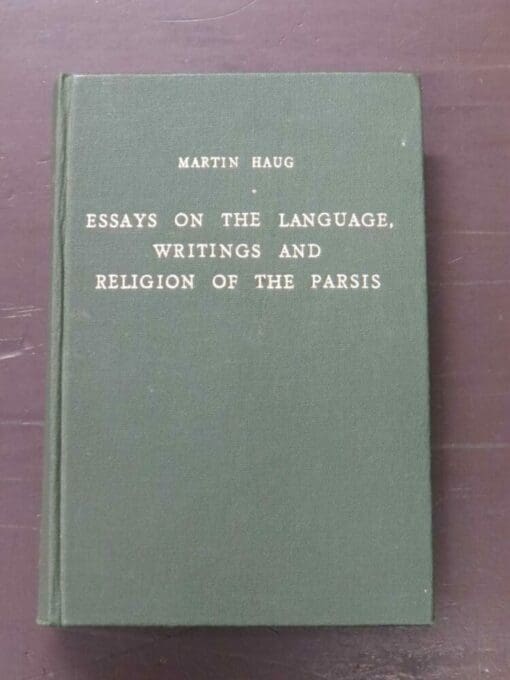 MARTIN HAUG
ESSAYS ON THE LANGUAGE,
WRITINGS AND
RELIGION OF THE PARSIS